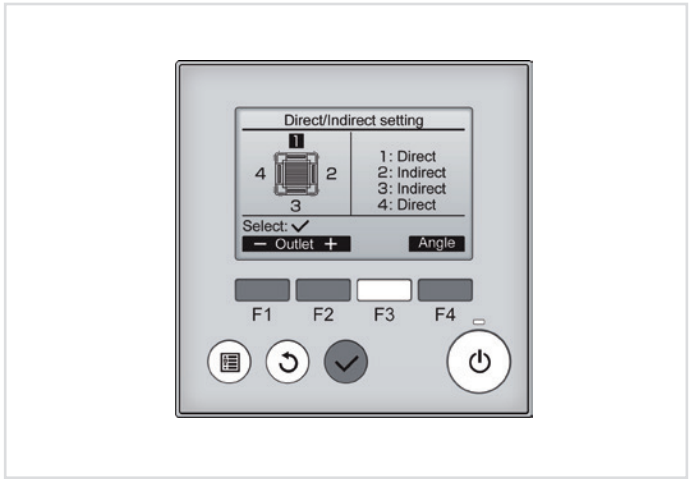 Direct/Indirect setting
1
4 2
3
1: Direct
2: Indirect
3: Indirect
4: Direct
Select: ✓
− Outlet +
Angle
F1 F2 F3 F4